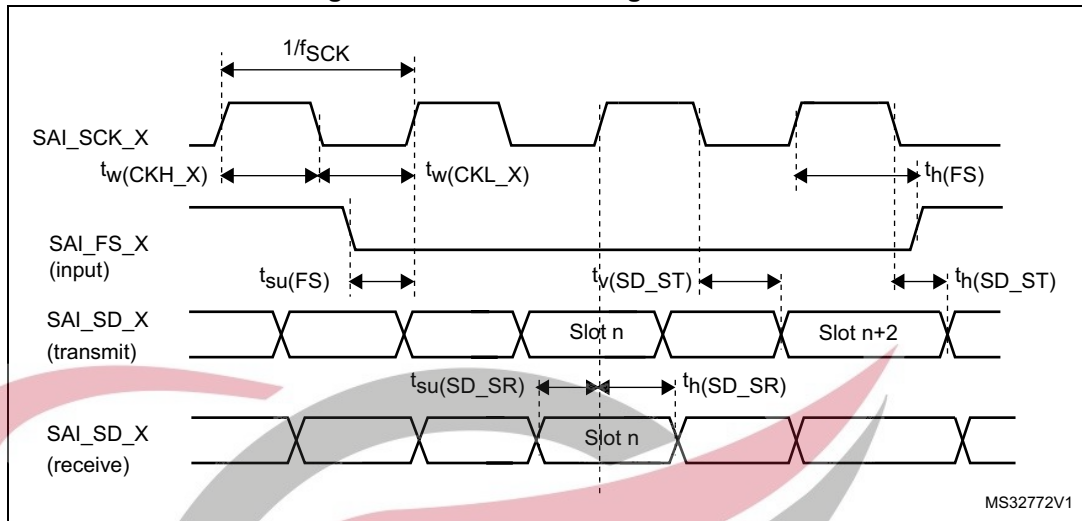 1/fSCK
SAI_SCK_X
tw(CKH_X)
tw(CKL_X)
th(FS)
SAI_FS_X
(input)
tsu(FS)
tv(SD_ST)
th(SD_ST)
SAI_SD_X
(transmit)
Slot n
Slot n+2
tsu(SD_SR)
th(SD_SR)
SAI_SD_X
(receive)
Slot n
MS32772V1